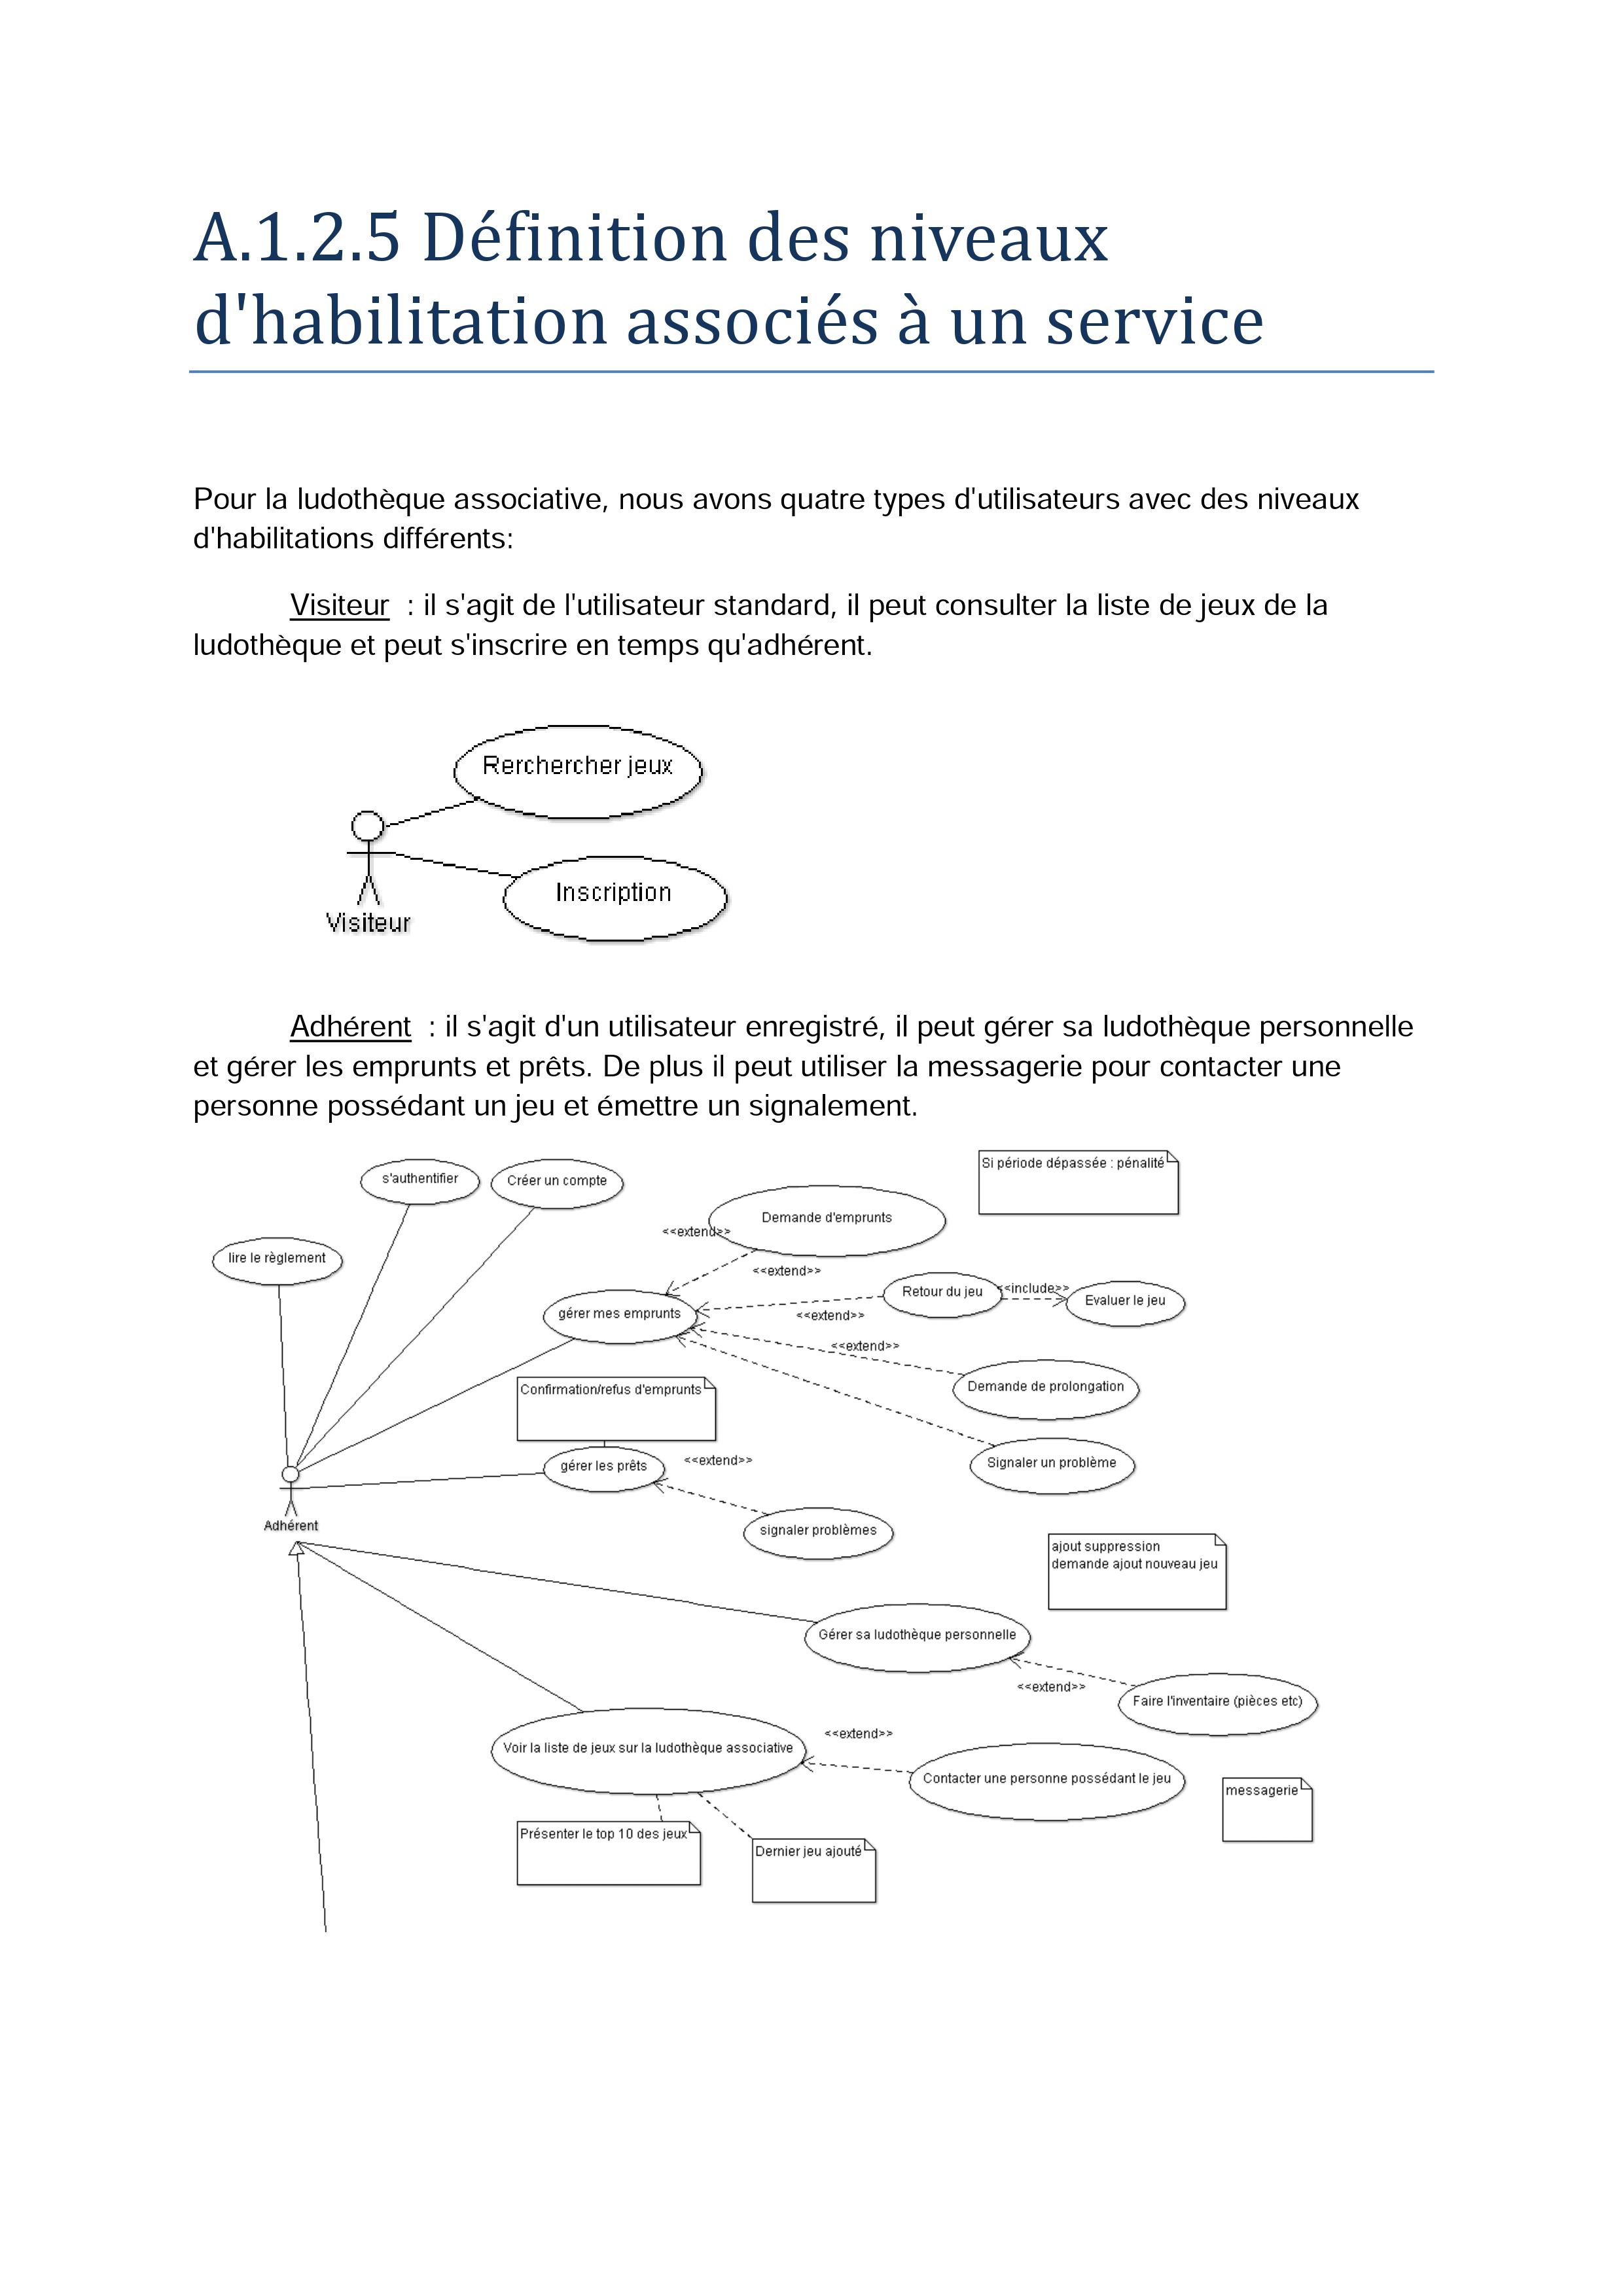 A.1.2.5 Définition des niveaux
d'habilitation associés à un service
Pour la ludothèque associative, nous avons quatre types d'utilisateurs avec des niveaux
d'habilitations différents:
Visiteur : il s'agit de l'utilisateur standard, il peut consulter la liste de jeux de la
ludothèque et peut s'inscrire en temps qu'adhérent.
Rerchercher jeux
Inscription
Visiteur
Adhérent : il s'agit d'un utilisateur enregistré, il peut gérer sa ludothèque personnelle
et gérer les emprunts et prêts. De plus il peut utiliser la messagerie pour contacter une
personne possédant un jeu et émettre un signalement.
Si période dépassée : pénalité
s'authentifier
Créer un compte
Demande d'emprunts
<<extend>>
lire le règlement
<<extend>>
Retour du jeu
<<include>>
Evaluer le jeu
gérer mes emprunts
<<extend>>
<<extend>>
Demande de prolongation
Confirmation/refus d'emprunts
gérer les prêts
<<extend>>
Signaler un problème
Adhérent
signaler problèmes
ajout suppression
demande ajout nouveau jeu
Gérer sa ludothèque personnelle
<<extend>>
Faire l'inventaire (pièces etc)
<<extend>>
Voir la liste de jeux sur la ludothèque associative
Contacter une personne possédant le jeu
messagerie
Présenter le top 10 des jeux
Dernier jeu ajouté